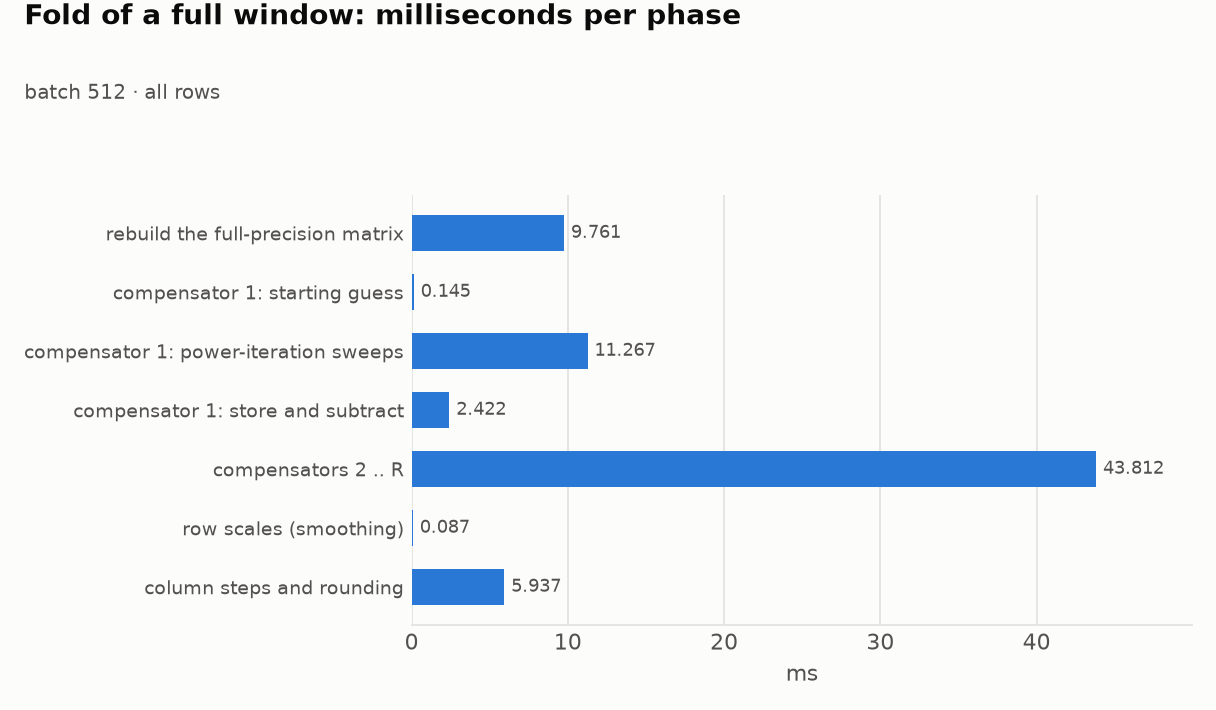 Fold of a full window: milliseconds per phase
batch 512 · all rows
rebuild the full-precision matrix 9.761
compensator 1: starting guess 0.145
compensator 1: power-iteration sweeps 11.267
compensator 1: store and subtract 2.422
compensators 2 .. R 43.812
row scales (smoothing) 0.087
column steps and rounding 5.937
0 10 20 30 40
ms